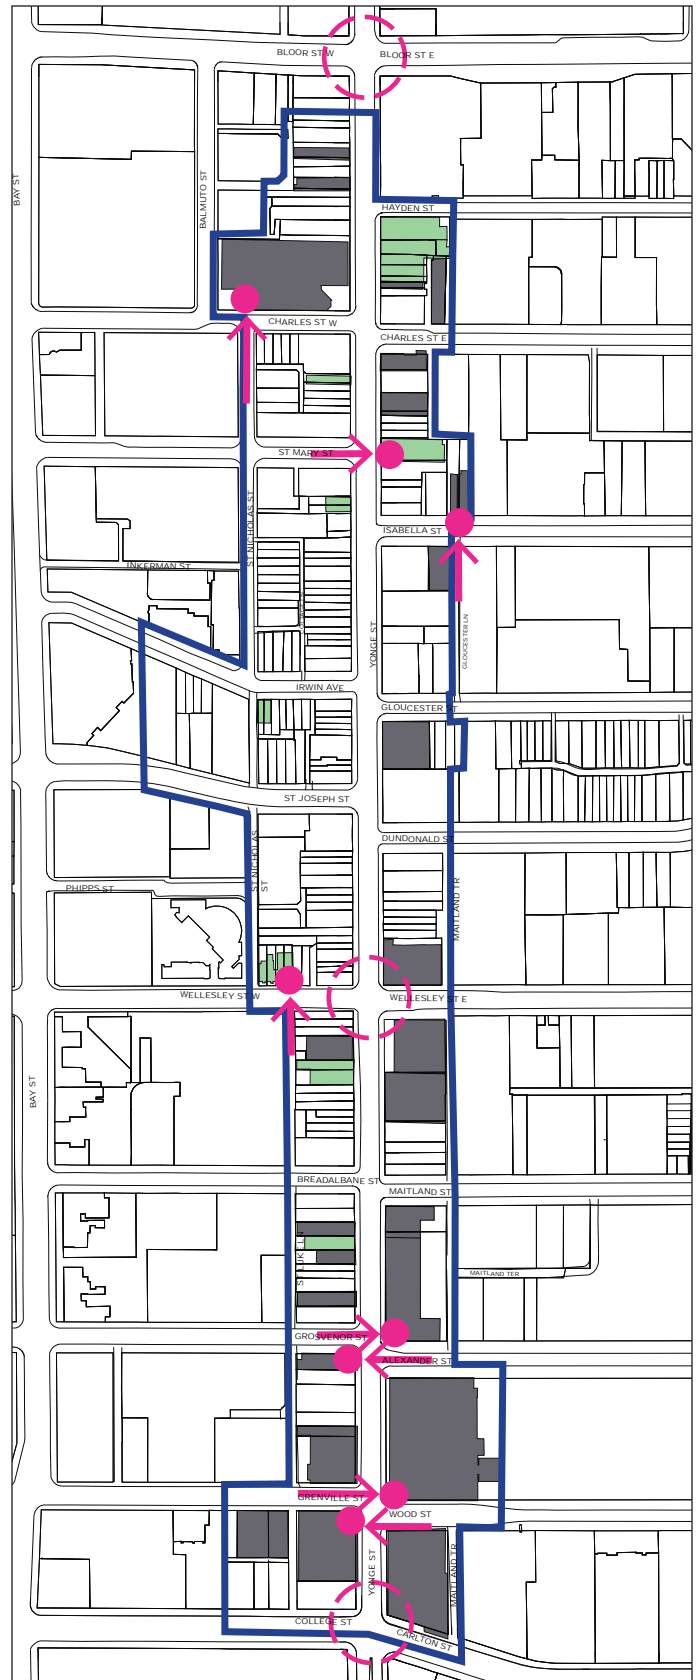 BLOOR ST W
BLOOR ST E
BAY ST
BALMUTO ST
HAYDEN ST
CHARLES ST W
CHARLES ST E
ST MARY ST
ST NICHOLAS ST
ISABELLA ST
INKERMAN ST
YONGE ST
GLOUCESTER LN
IRWIN AVE
GLOUCESTER ST
ST JOSEPH ST
DUNDONALD ST
ST NICHOLAS
ST
PHIPPS ST
MAITLAND TR
WELLESLEY ST W
WELLESLEY ST E
BAY ST
BREADALBANE ST
MAITLAND ST
ST LUKE LN
MAITLAND TER
GROSVENOR ST
ALEXANDER ST
GRENVILLE ST
WOOD ST
YONGE ST
MAITLAND TR
COLLEGE ST
CARLTON ST